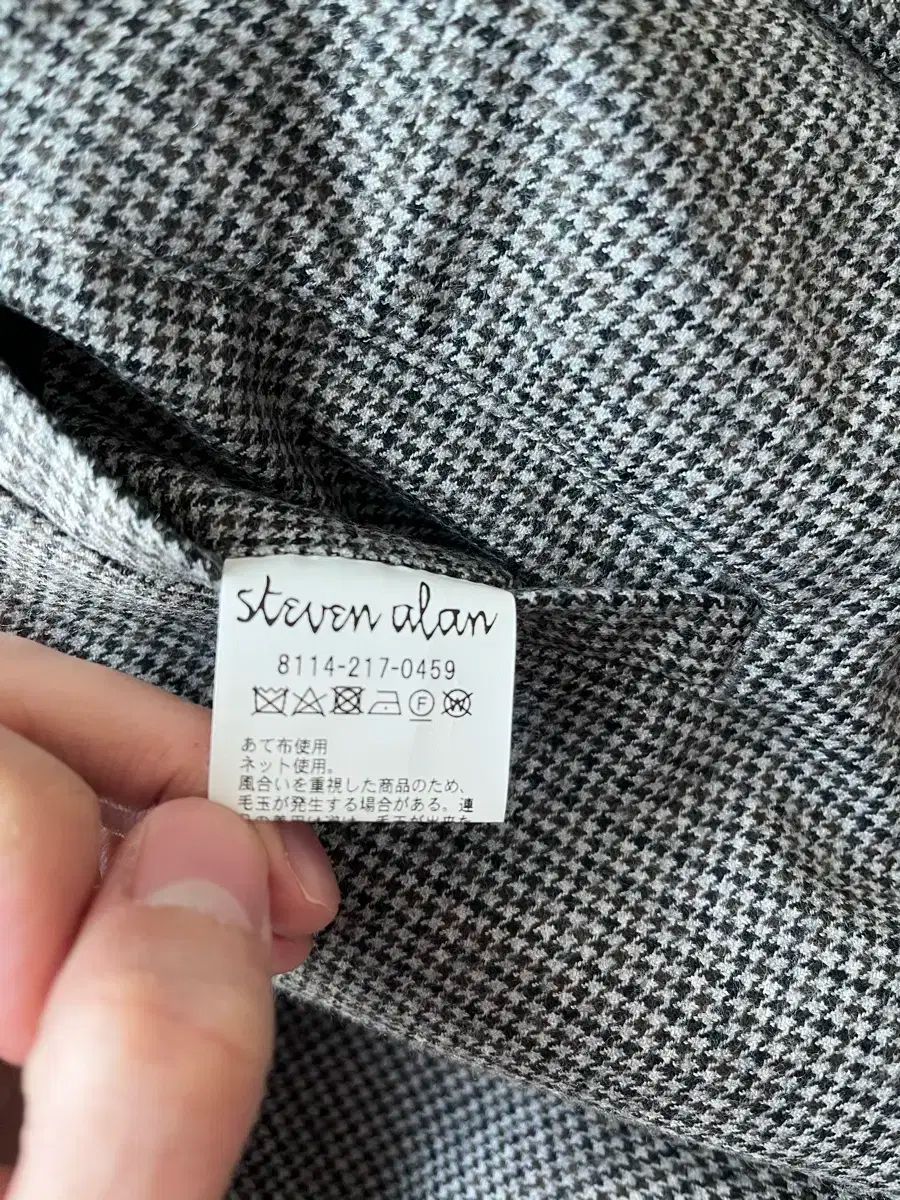 steven alan
8114-217-0459
F W
あて布使用
ネット使用。
風合いを重視した商品のため、
毛玉が発生する場合がある。連